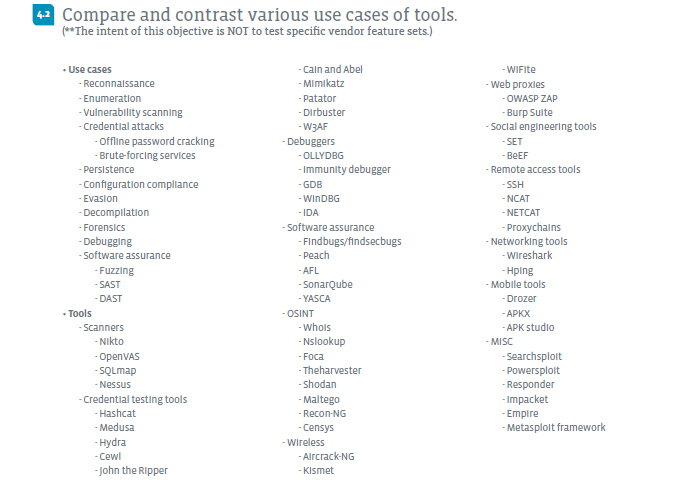 4.2 Compare and contrast various use cases of tools.
(**The intent of this objective is NOT to test specific vendor feature sets.)
• Use cases
- Reconnaissance
- Enumeration
- Vulnerability scanning
- Credential attacks
- Offline password cracking
- Brute-forcing services
- Persistence
- Configuration compliance
- Evasion
- Decompilation
- Forensics
- Debugging
- Software assurance
- Fuzzing
- SAST
- DAST
• Tools
- Scanners
- Nikto
- OpenVAS
- SQLmap
- Nessus
- Credential testing tools
- Hashcat
- Medusa
- Hydra
- Cewl
- John the Ripper
- Cain and Abel
- Mimikatz
- Patator
- Dirbuster
- W3AF
- Debuggers
- OLLYDBG
- Immunity debugger
- GDB
- WinDBG
- IDA
- Software assurance
- Findbugs/findsecbugs
- Peach
- AFL
- SonarQube
- YASCA
- OSINT
- Whois
- Nslookup
- Foca
- Theharvester
- Shodan
- Maltego
- Recon-NG
- Censys
- Wireless
- Aircrack-NG
- Kismet
- WiFite
- Web proxies
- OWASP ZAP
- Burp Suite
- Social engineering tools
- SET
- BeEF
- Remote access tools
- SSH
- NCAT
- NETCAT
- Proxychains
- Networking tools
- Wireshark
- Hping
- Mobile tools
- Drozer
- APKX
- APK studio
- MISC
- Searchsploit
- Powersploit
- Responder
- Impacket
- Empire
- Metasploit framework